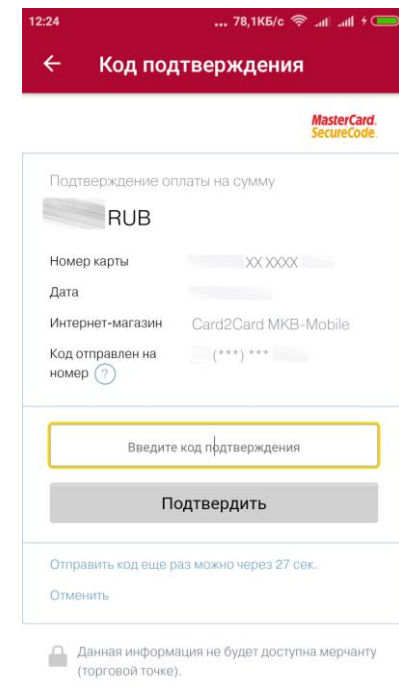 12:24
... 78,1КБ/с
Код подтверждения
MasterCard.
SecureCode.
Подтверждение оплаты на сумму
RUB
Номер карты XX XXXX
Дата
Интернет-магазин Card2Card MKB-Mobile
Код отправлен на (***) ***
номер ?
Введите код подтверждения
Подтвердить
Отправить код еще раз можно через 27 сек.
Отменить
Данная информация не будет доступна мерчанту
(торговой точке).